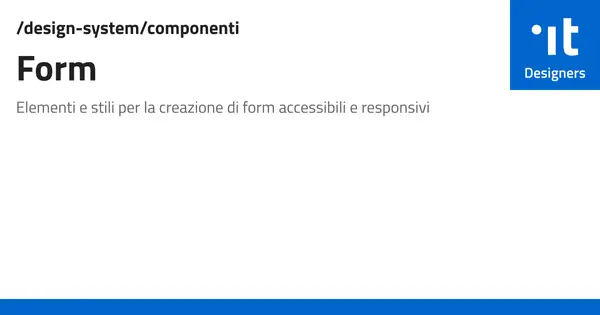 /design-system/componenti
Form
Elementi e stili per la creazione di form accessibili e responsivi
it
Designers